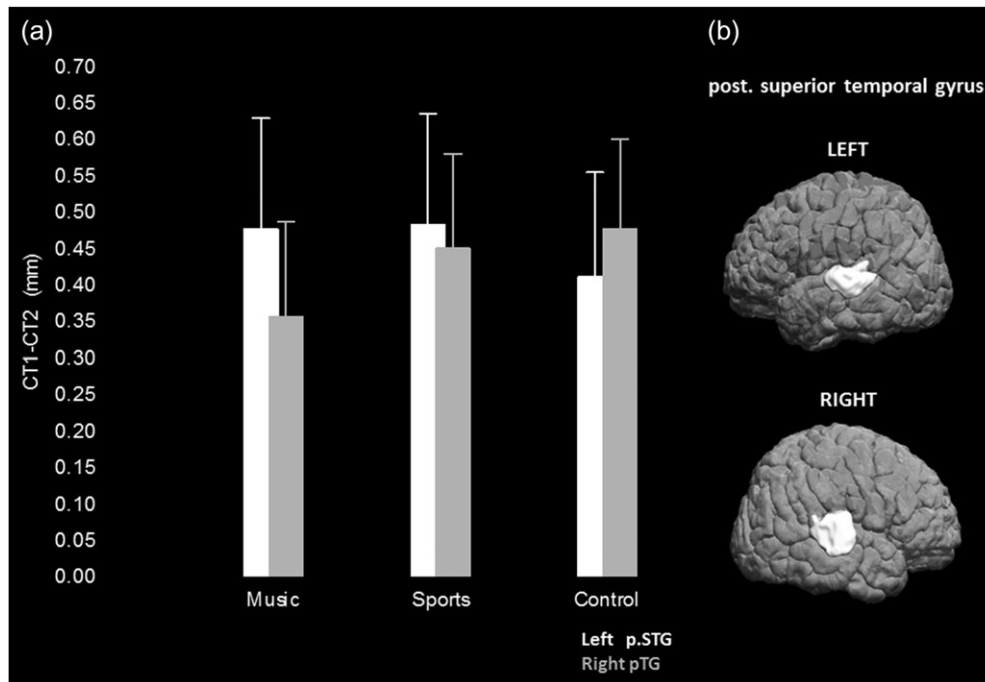 (a)
CT1-CT2 (mm)
0.70
0.65
0.60
0.55
0.50
0.45
0.40
0.35
0.30
0.25
0.20
0.15
0.10
0.05
0.00
Music Sports Control
Left p.STG
Right pTG
(b)
post. superior temporal gyrus
LEFT
RIGHT